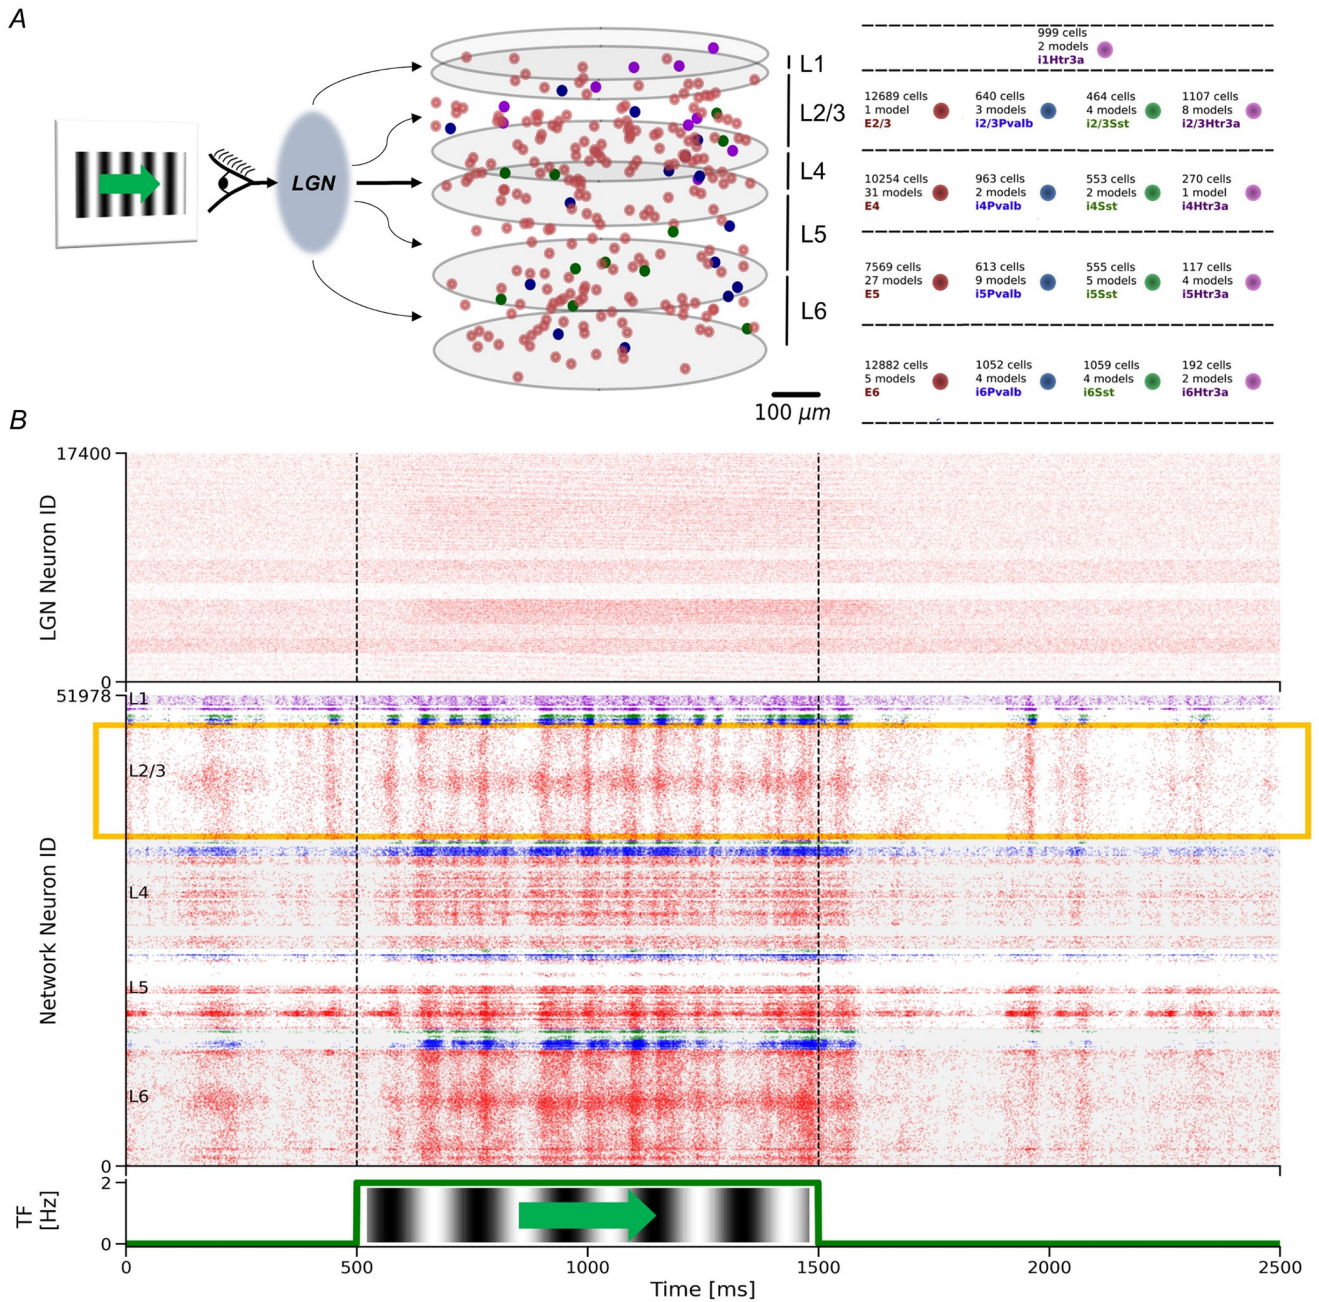 A
LGN
L1
L2/3
L4
L5
L6
100 µm
999 cells
2 models
i1Htr3a
12689 cells
1 model
E2/3
640 cells
3 models
i2/3Pvalb
464 cells
4 models
i2/3Sst
1107 cells
8 models
i2/3Htr3a
10254 cells
31 models
E4
963 cells
2 models
i4Pvalb
553 cells
2 models
i4Sst
270 cells
1 model
i4Htr3a
7569 cells
27 models
E5
613 cells
9 models
i5Pvalb
555 cells
5 models
i5Sst
117 cells
4 models
i5Htr3a
12882 cells
5 models
E6
1052 cells
4 models
i6Pvalb
1059 cells
4 models
i6Sst
192 cells
2 models
i6Htr3a
B
17400
LGN Neuron ID
0
51978
L1
L2/3
L4
L5
L6
Network Neuron ID
0
2
TF
[Hz]
0
0 500 1000 1500 2000 2500
Time [ms]